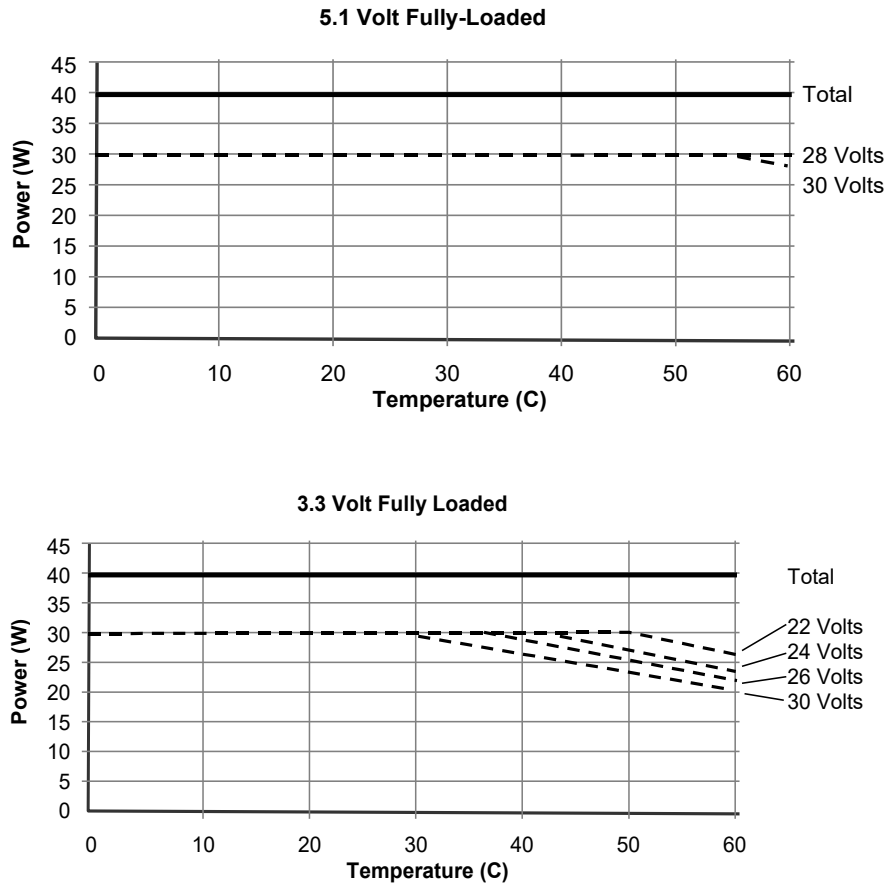 5.1 Volt Fully-Loaded
45
40
35
30
25
20
15
10
5
0
Power (W)
Total
28 Volts
30 Volts
0 10 20 30 40 50 60
Temperature (C)
3.3 Volt Fully Loaded
45
40
35
30
25
20
15
10
5
0
Power (W)
Total
22 Volts
24 Volts
26 Volts
30 Volts
0 10 20 30 40 50 60
Temperature (C)